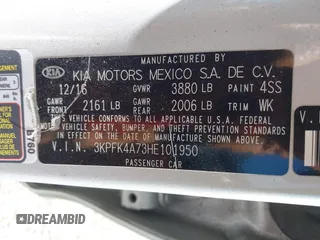 MANUFACTURED BY
KIA KIA MOTORS MEXICO S.A. DE C.V.
12/16 GVWR 3880 LB PAINT 4SS
GAWR FRONT 2161 LB GAWR REAR 2006 LB TRIM WK
THIS VEHICLE CONFORMS TO ALL APPLICABLE U.S. FEDERAL MOTOR
VEHICLE SAFETY, BUMPER, AND THEFT PREVENTION STANDARDS
IN EFFECT ON THE DATE OF MANUFACTURE SHOWN ABOVE.
V.I.N. 3KPFK4A73HE101950
PASSENGER CAR
V.I.
DREAMBID